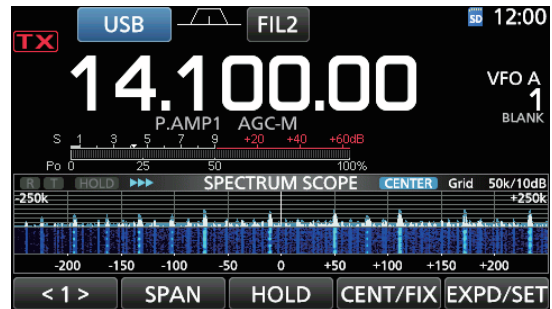 USB FIL2 SD 12:00
TX
14.100.00 VFO A
1
P.AMP1 AGC-M BLANK
S 1 3 5 7 9 +20 +40 +60dB
Po 0 25 50 100%
R T HOLD SPECTRUM SCOPE CENTER Grid 50k/10dB
-250k +250k
-200 -150 -100 -50 0 +50 +100 +150 +200
< 1 > SPAN HOLD CENT/FIX EXPD/SET